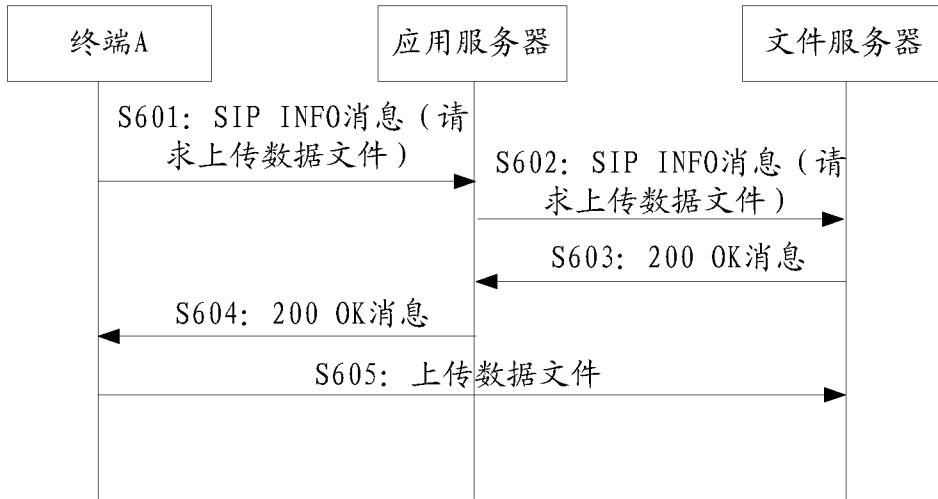 终端A
应用服务器
文件服务器
S601: SIP INFO消息（请
求上传数据文件）
S602: SIP INFO消息（请
求上传数据文件）
S603: 200 OK消息
S604: 200 OK消息
S605: 上传数据文件